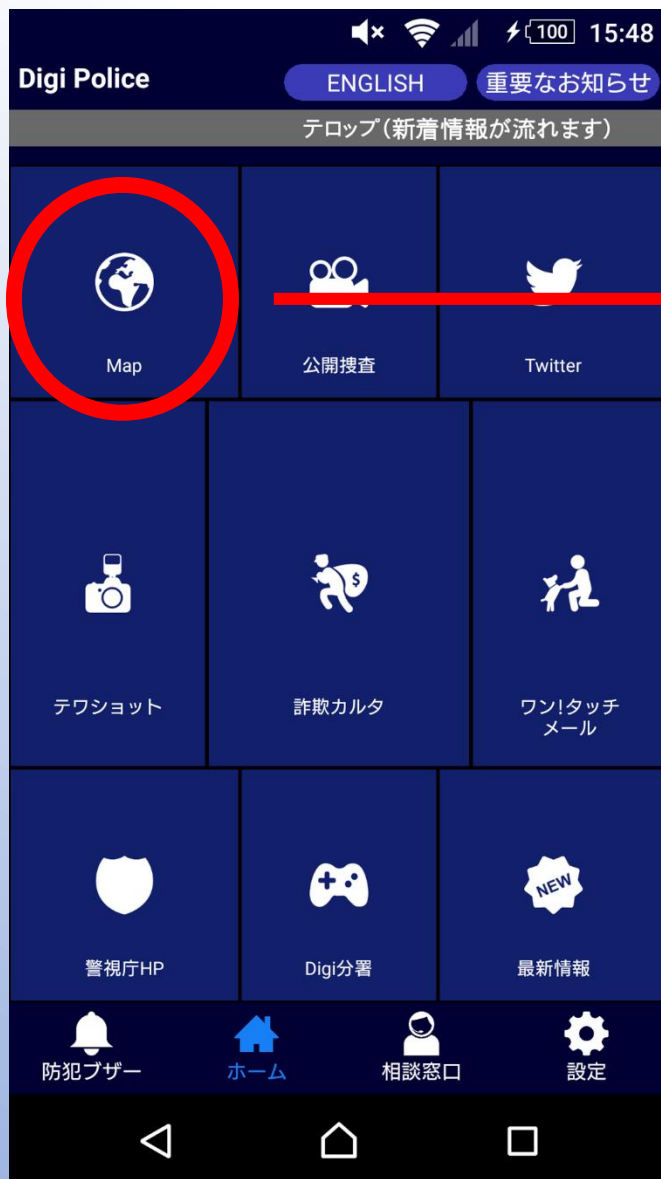 100 15:48
Digi Police ENGLISH 重要なお知らせ
テロップ(新着情報が流れます)
Map 公開捜査 Twitter
$
テワショット 詐欺カルタ ワン!タッチ
メール
NEW
警視庁HP Digi分署 最新情報
防犯ブザー ホーム 相談窓口 設定